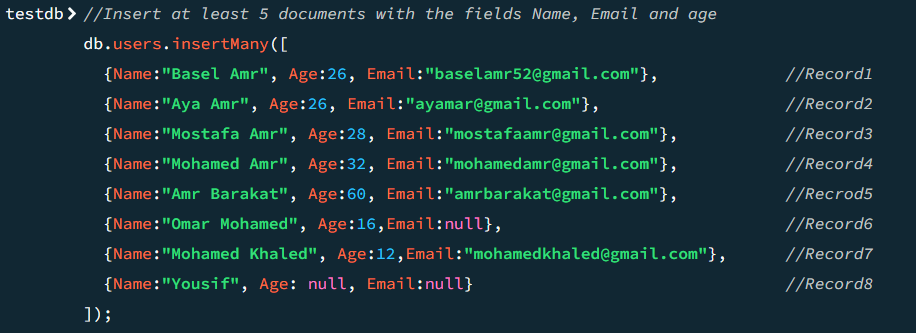 testdb> //Insert at least 5 documents with the fields Name, Email and age
db.users.insertMany([
{Name:"Basel Amr", Age:26, Email:"baselamr52@gmail.com"}, //Record1
{Name:"Aya Amr", Age:26, Email:"ayamar@gmail.com"}, //Record2
{Name:"Mostafa Amr", Age:28, Email:"mostafaamr@gmail.com"}, //Record3
{Name:"Mohamed Amr", Age:32, Email:"mohamedamr@gmail.com"}, //Record4
{Name:"Amr Barakat", Age:60, Email:"amrbarakat@gmail.com"}, //Recrod5
{Name:"Omar Mohamed", Age:16,Email:null}, //Record6
{Name:"Mohamed Khaled", Age:12,Email:"mohamedkhaled@gmail.com"}, //Record7
{Name:"Yousif", Age: null, Email:null} //Record8
]);